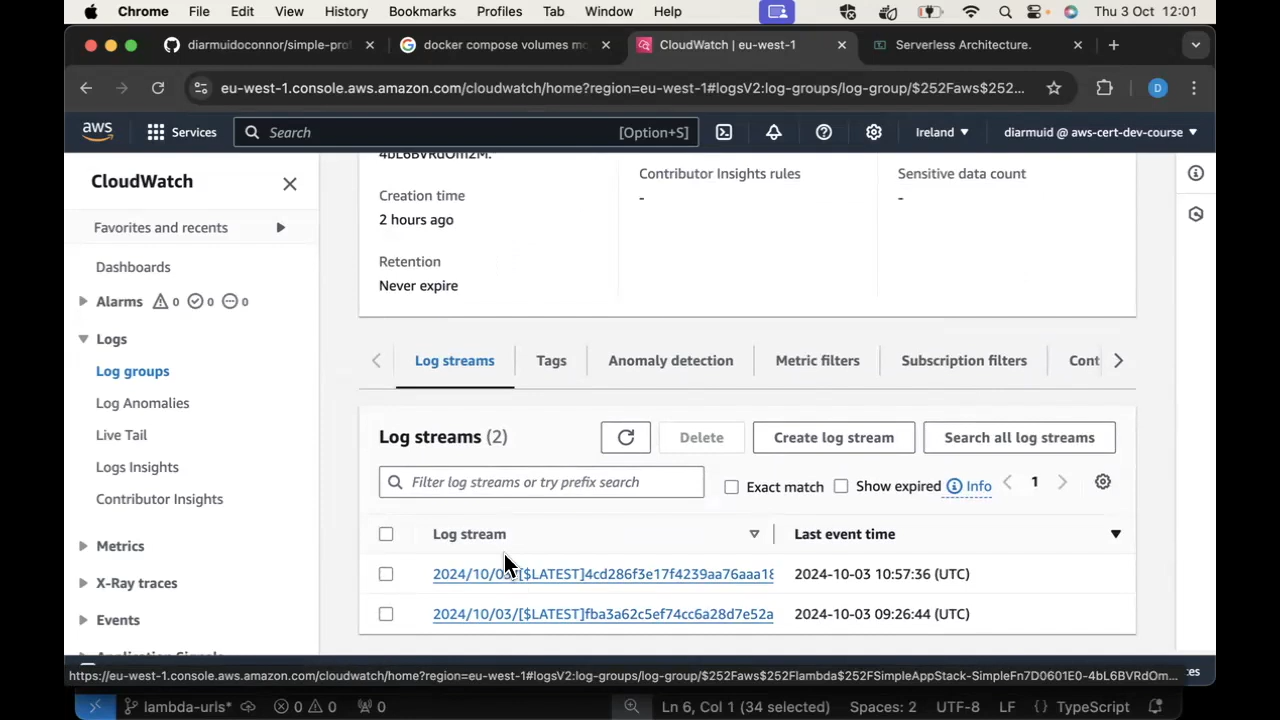 Chrome File Edit View History Bookmarks Profiles Tab Window Help Thu 3 Oct 12:01
diarmuidoconnor/simple-prot docker compose volumes mo CloudWatch | eu-west-1 Serverless Architecture.
eu-west-1.console.aws.amazon.com/cloudwatch/home?region=eu-west-1#logsV2:log-groups/log-group/$252Faws$252... D
aws Services Search [Option+S] Ireland diarmuid @ aws-cert-dev-course
CloudWatch
Favorites and recents
Dashboards
Alarms 0 0 0
Logs
Log groups
Log Anomalies
Live Tail
Logs Insights
Contributor Insights
Metrics
X-Ray traces
Events
4bL6BVRdOm2M:*
Creation time
2 hours ago
Retention
Never expire
Contributor Insights rules
-
Sensitive data count
-
Log streams Tags Anomaly detection Metric filters Subscription filters Cont
Log streams (2) Delete Create log stream Search all log streams
Filter log streams or try prefix search Exact match Show expired Info 1
Log stream Last event time
2024/10/03/[$LATEST]4cd286f3e17f4239aa76aaa18 2024-10-03 10:57:36 (UTC)
2024/10/03/[$LATEST]fba3a62c5ef74cc6a28d7e52a 2024-10-03 09:26:44 (UTC)
https://eu-west-1.console.aws.amazon.com/cloudwatch/home?region=eu-west-1#logsV2:log-groups/log-group/$252Faws$252Flambda$252FSimpleAppStack-SimpleFn7D0601E0-4bL6BVRdOm...
lambda-urls* 0 0 0 Ln 6, Col 1 (34 selected) Spaces: 2 UTF-8 LF {} TypeScript